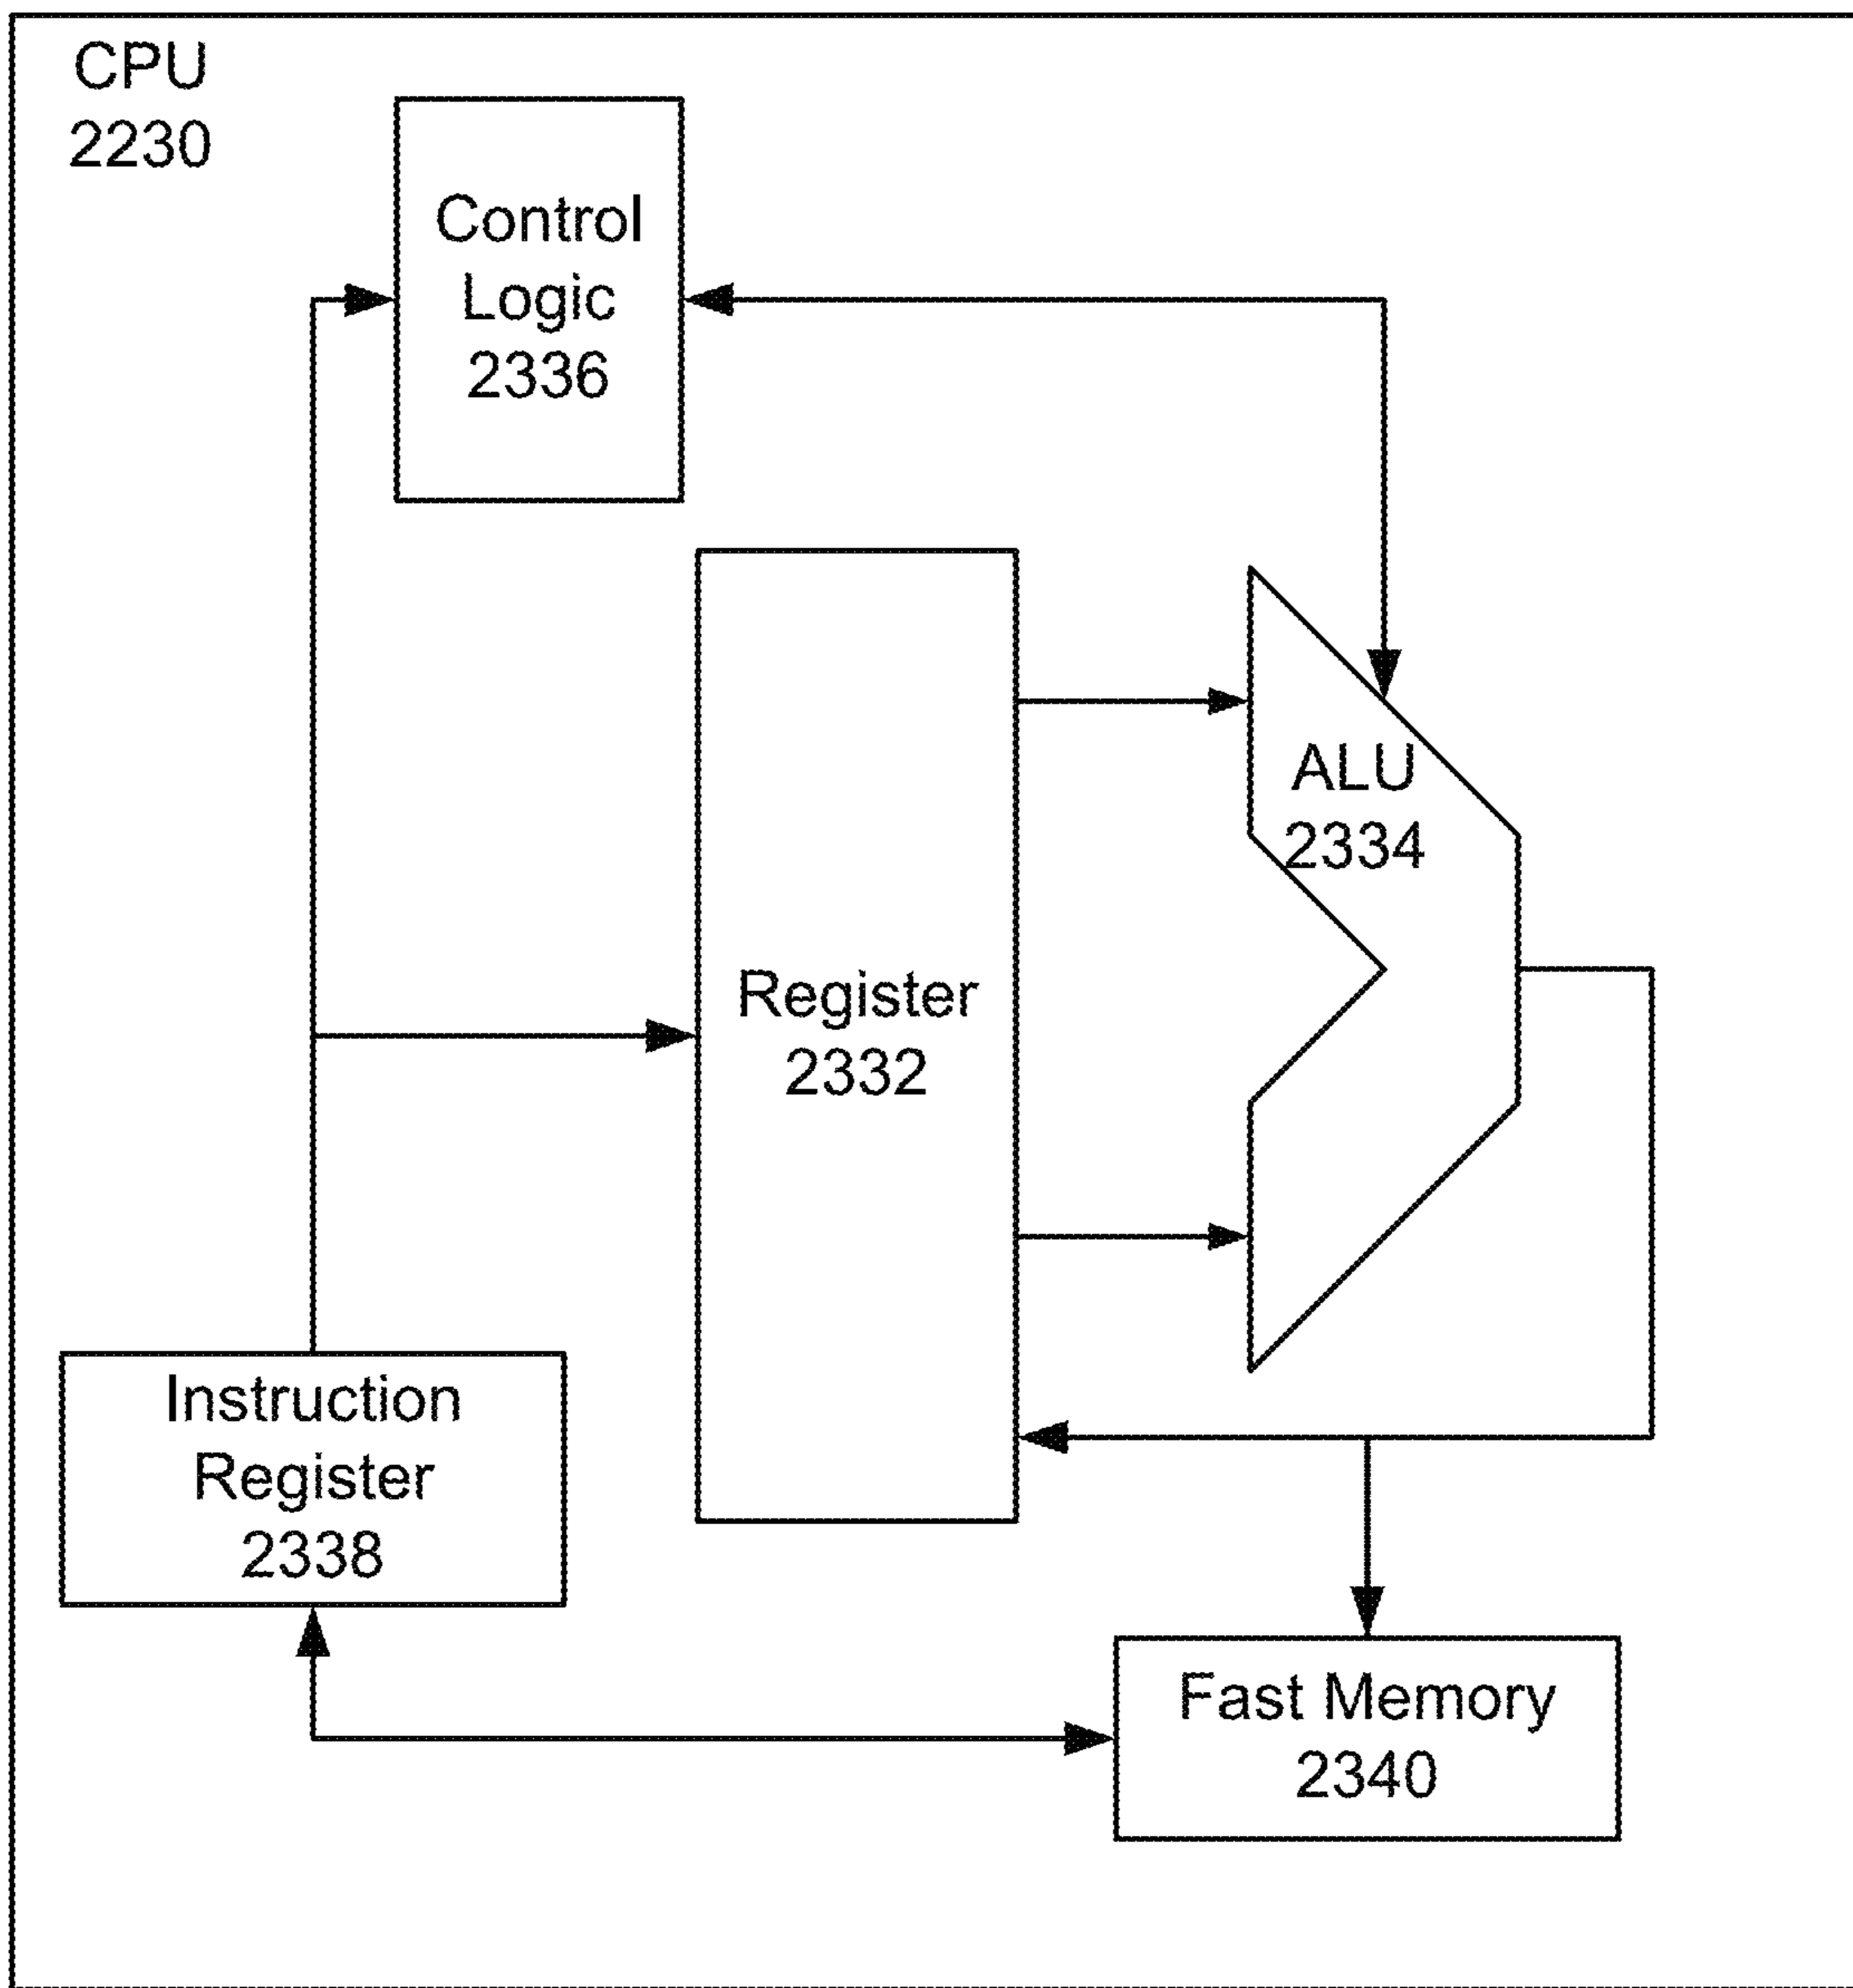 CPU
2230
Control
Logic
2336
ALU
2334
Register
2332
Instruction
Register
2338
Fast Memory
2340